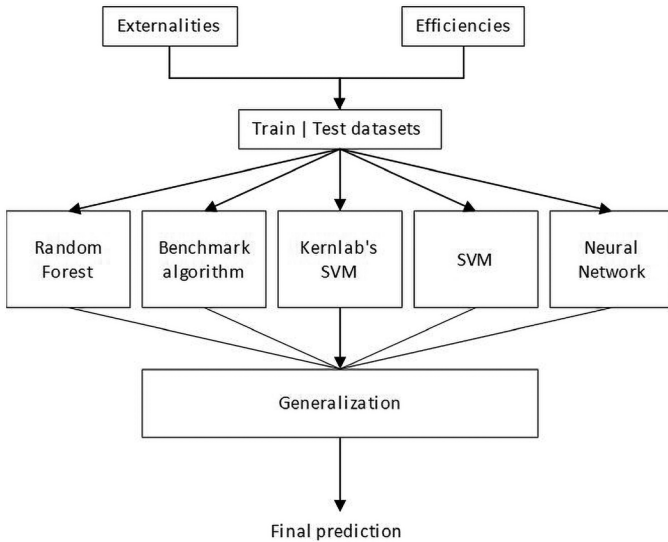 Externalities
Efficiencies
Train | Test datasets
Random
Forest
Benchmark
algorithm
Kernlab's
SVM
SVM
Neural
Network
Generalization
Final prediction